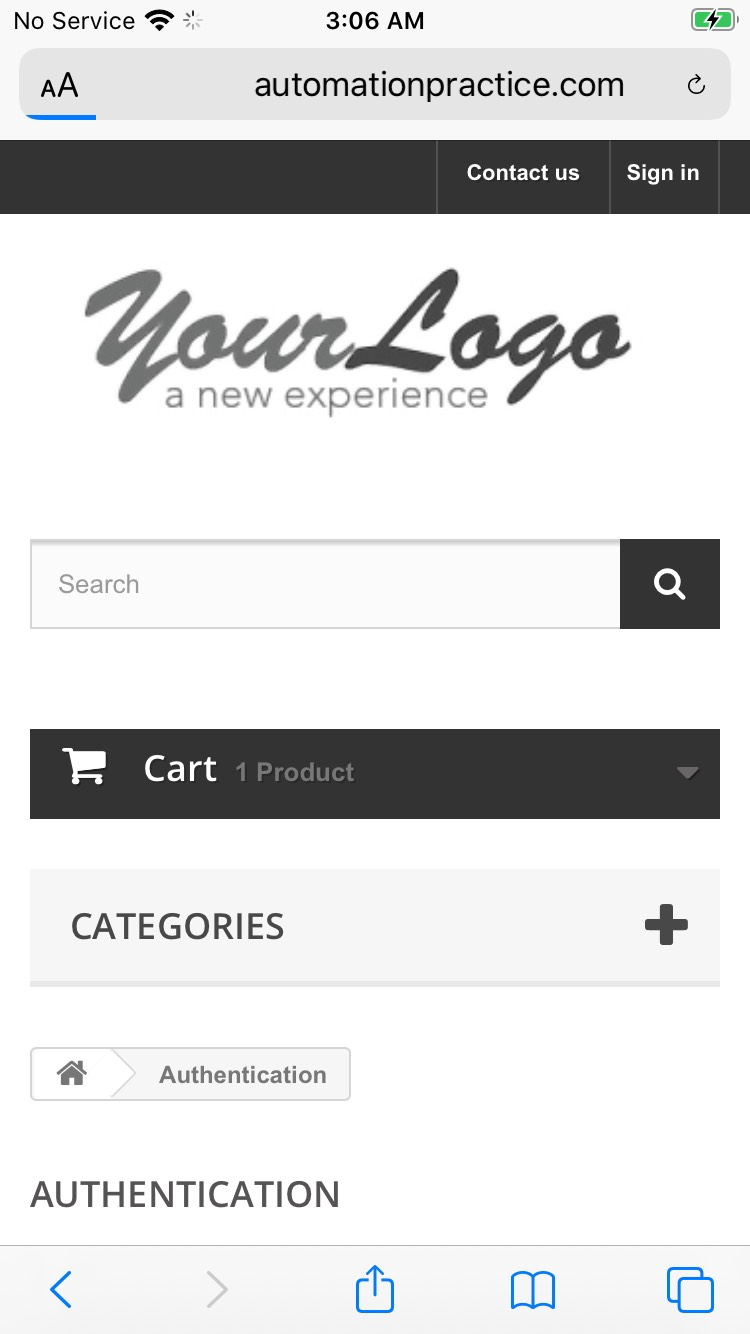 No Service 3:06 AM
AA automationpractice.com
Contact us Sign in
YourLogo
a new experience
Search
Cart 1 Product
CATEGORIES
Authentication
AUTHENTICATION